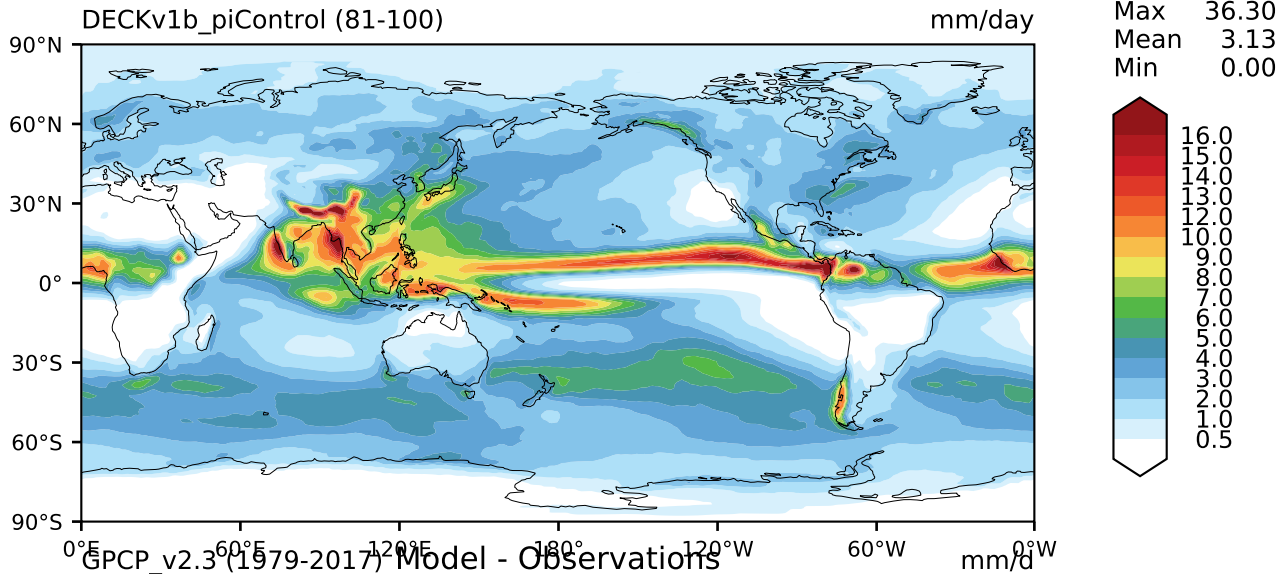 DECKv1b_piControl (81-100) mm/day
Max 36.30
Mean 3.13
Min 0.00
90°N
60°N
30°N
0°
30°S
60°S
90°S
0°E 60°E 120°E 180° 120°W 60°W 0°W
16.0
15.0
14.0
13.0
12.0
10.0
9.0
8.0
7.0
6.0
5.0
4.0
3.0
2.0
1.0
0.5
GPCP_v2.3 (1979-2017) Model - Observations mm/d